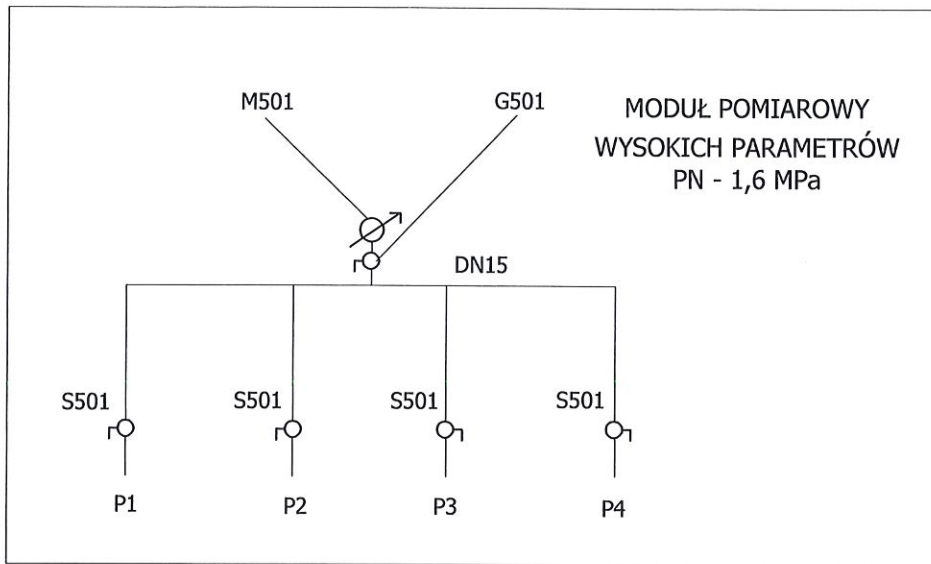 M501
G501
MODUŁ POMIAROWY
WYSOKICH PARAMETRÓW
PN - 1,6 MPa
DN15
S501
S501
S501
S501
P1
P2
P3
P4